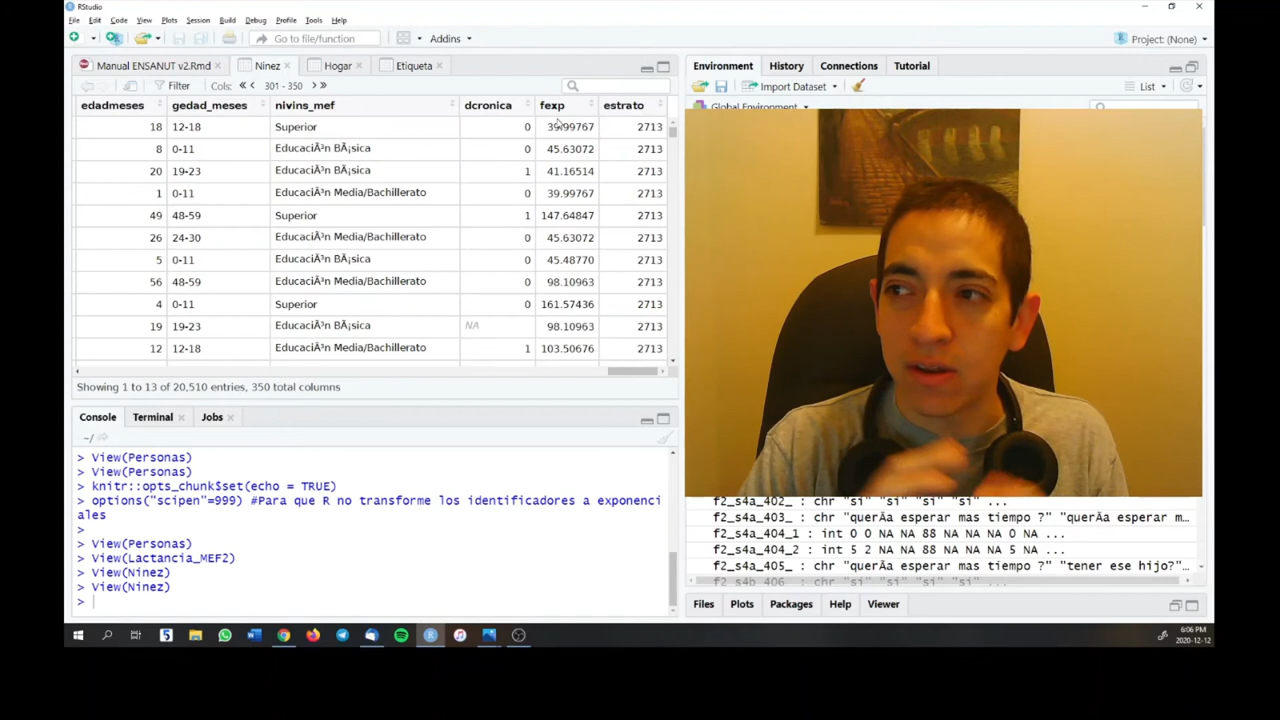 RStudio
File Edit Code View Plots Session Build Debug Profile Tools Help
Go to file/function
Addins
Project: (None)
Manual ENSANUT v2.Rmd
Ninez
Hogar
Etiqueta
Filter
Cols:
301 - 350
edadmeses gedad_meses nivins_mef dcronica fexp estrato
18 12-18 Superior 0 39.99767 2713
8 0-11 EducaciÃ³n BÃ¡sica 0 45.63072 2713
20 19-23 EducaciÃ³n BÃ¡sica 1 41.16514 2713
1 0-11 EducaciÃ³n Media/Bachillerato 0 39.99767 2713
49 48-59 Superior 1 147.64847 2713
26 24-30 EducaciÃ³n Media/Bachillerato 0 45.63072 2713
5 0-11 EducaciÃ³n BÃ¡sica 0 45.48770 2713
56 48-59 EducaciÃ³n Media/Bachillerato 0 98.10963 2713
4 0-11 Superior 0 161.57436 2713
19 19-23 EducaciÃ³n BÃ¡sica NA 98.10963 2713
12 12-18 EducaciÃ³n Media/Bachillerato 1 103.50676 2713
Showing 1 to 13 of 20,510 entries, 350 total columns
Console Terminal Jobs
~/
> View(Personas)
> View(Personas)
> knitr::opts_chunk$set(echo = TRUE)
> options("scipen"=999) #Para que R no transforme los identificadores a exponenci
ales
>
> View(Personas)
> View(Lactancia_MEF2)
> View(Ninez)
> View(Ninez)
>
Environment History Connections Tutorial
Import Dataset
List
Global Environment
f2_s4a_402_ : chr "si" "si" "si" "si" ...
f2_s4a_403_ : chr "querÃ­a esperar mas tiempo ?" "querÃ­a esperar m…
f2_s4a_404_1 : int 0 0 NA NA 88 NA NA NA 0 NA ...
f2_s4a_404_2 : int 5 2 NA NA 88 NA NA NA 5 NA ...
f2_s4a_405_ : chr "querÃ­a esperar mas tiempo ?" "tener ese hijo?"…
f2_s4b_406_ : chr "si" "si" "si" "si" ...
Files Plots Packages Help Viewer
6:06 PM
2020-12-12